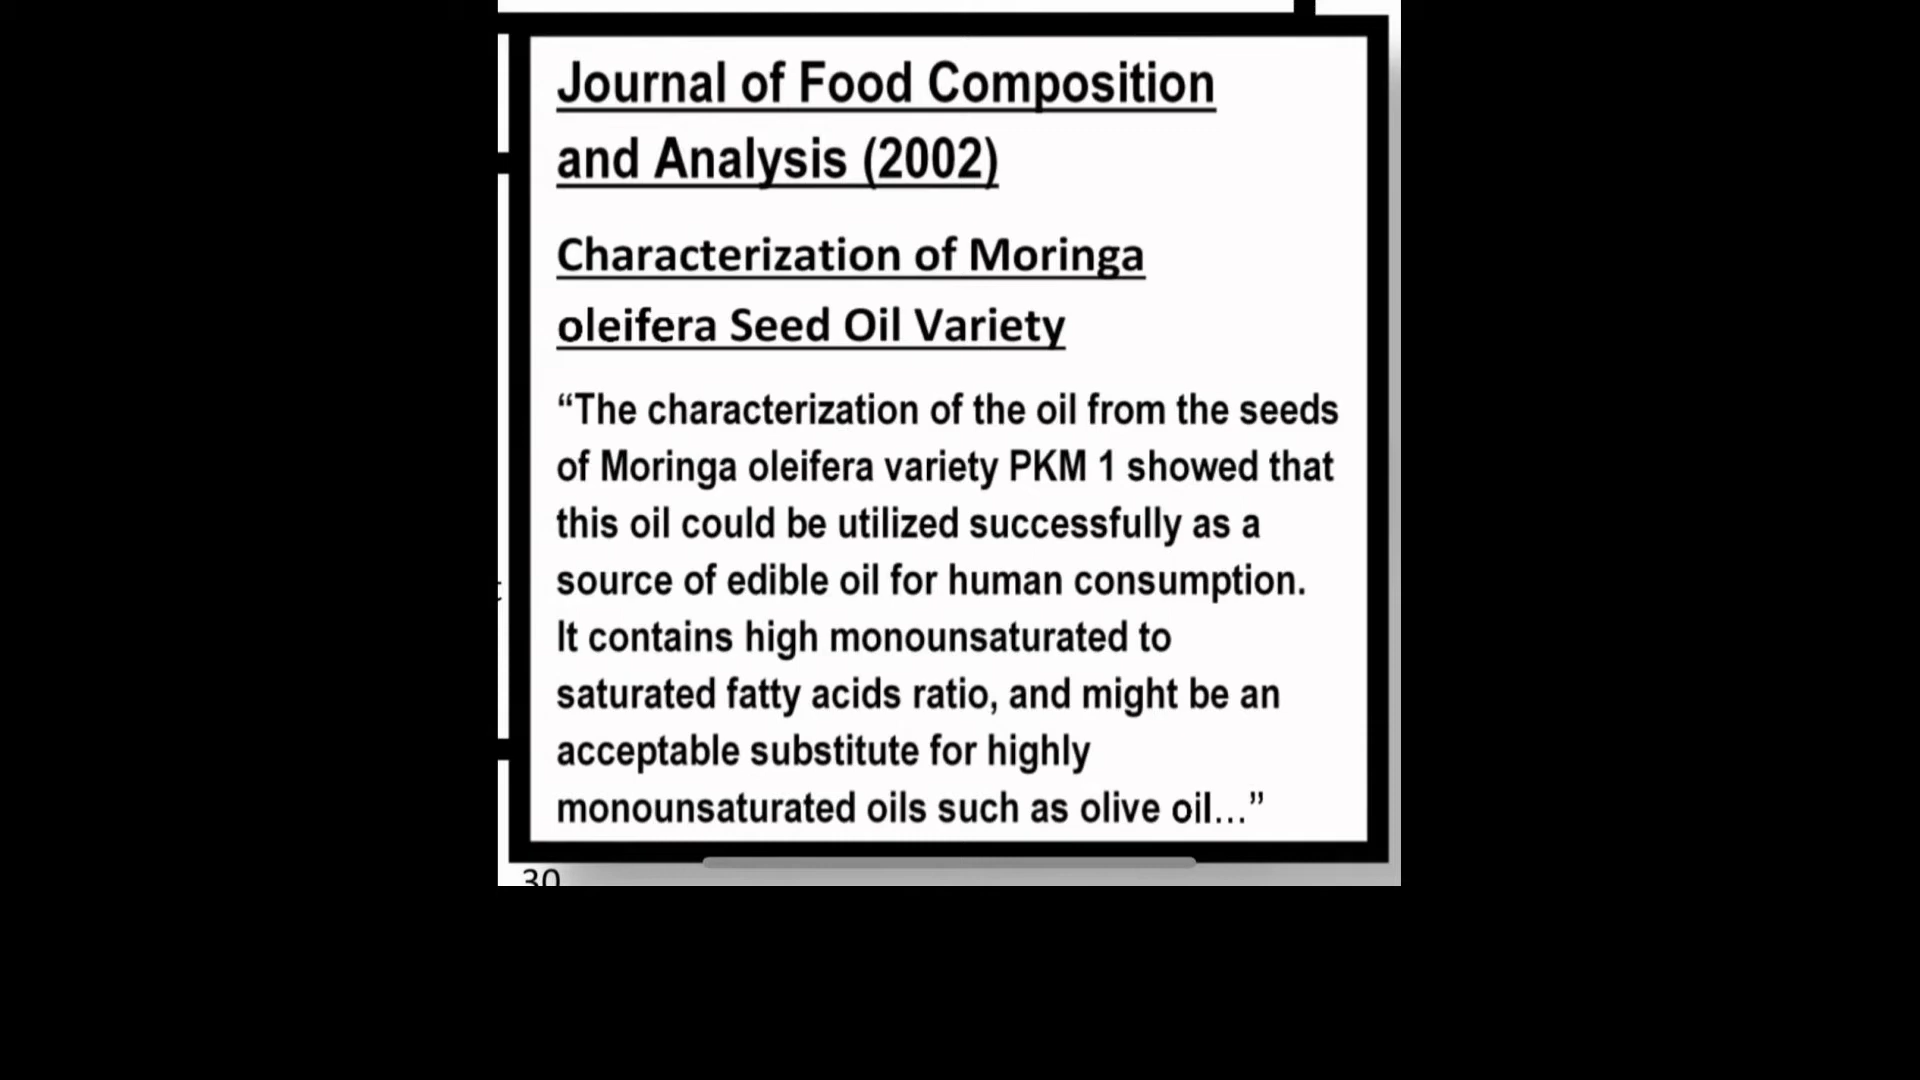 Journal of Food Composition
and Analysis (2002)
Characterization of Moringa
oleifera Seed Oil Variety
“The characterization of the oil from the seeds
of Moringa oleifera variety PKM 1 showed that
this oil could be utilized successfully as a
source of edible oil for human consumption.
It contains high monounsaturated to
saturated fatty acids ratio, and might be an
acceptable substitute for highly
monounsaturated oils such as olive oil...”
30